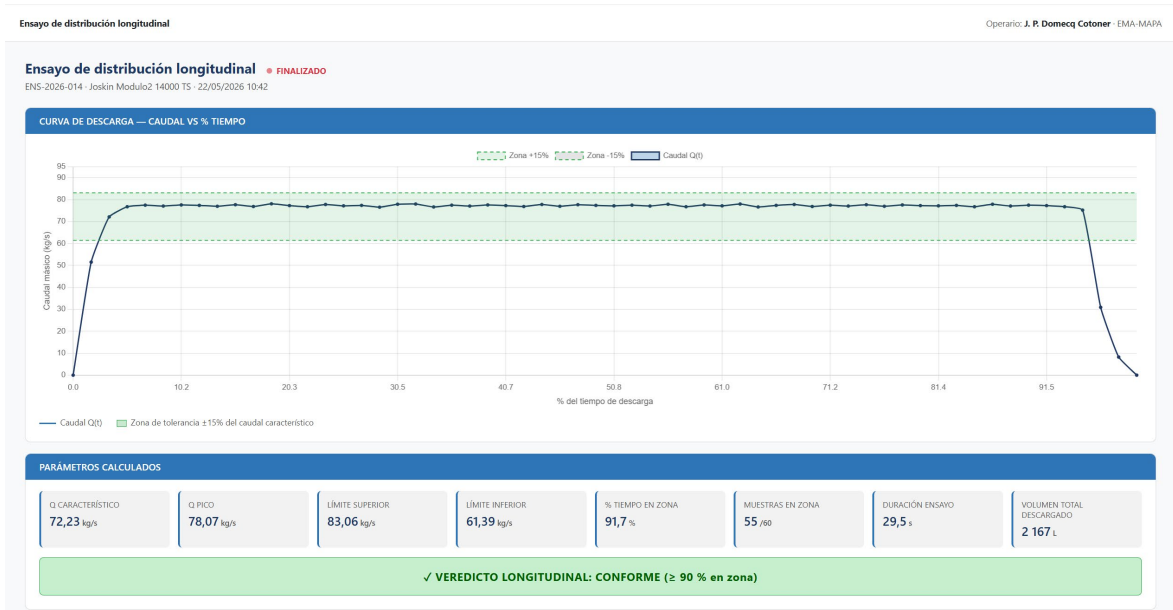 Ensayo de distribución longitudinal
Operario: J. P. Domecq Cotoner · EMA-MAPA
Ensayo de distribución longitudinal ● FINALIZADO
ENS-2026-014 · Joskin Modulo2 14000 TS · 22/05/2026 10:42
CURVA DE DESCARGA — CAUDAL VS % TIEMPO
Zona +15% Zona -15% Caudal Q(t)
Caudal másico (kg/s)
95
90
80
70
60
50
40
30
20
10
0
0.0 10.2 20.3 30.5 40.7 50.8 61.0 71.2 81.4 91.5
% del tiempo de descarga
Caudal Q(t) Zona de tolerancia ±15% del caudal característico
PARÁMETROS CALCULADOS
Q CARACTERÍSTICO
72,23 kg/s
Q PICO
78,07 kg/s
LÍMITE SUPERIOR
83,06 kg/s
LÍMITE INFERIOR
61,39 kg/s
% TIEMPO EN ZONA
91,7 %
MUESTRAS EN ZONA
55 /60
DURACIÓN ENSAYO
29,5 s
VOLUMEN TOTAL
DESCARGADO
2 167 L
✓ VEREDICTO LONGITUDINAL: CONFORME (≥ 90 % en zona)